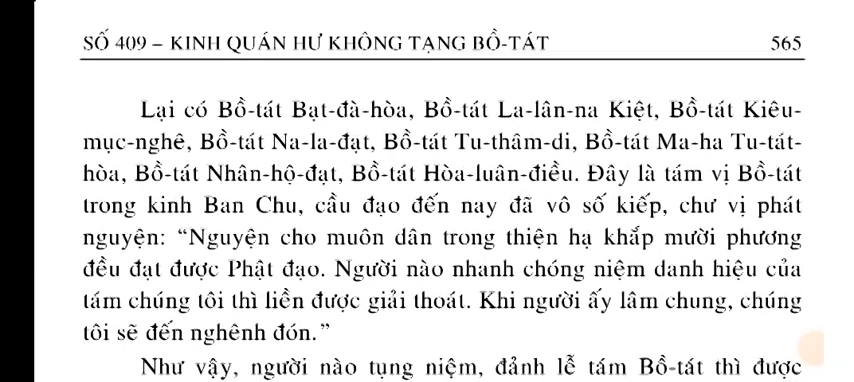 SỐ 409 – KINH QUÁN HƯ KHÔNG TẠNG BỒ-TÁT 565
Lại có Bồ-tát Bạt-đà-hòa, Bồ-tát La-lân-na Kiệt, Bồ-tát Kiêu-
mục-nghê, Bồ-tát Na-la-đạt, Bồ-tát Tu-thâm-di, Bồ-tát Ma-ha Tu-tát-
hòa, Bồ-tát Nhân-hộ-đạt, Bồ-tát Hòa-luân-điều. Đây là tám vị Bồ-tát
trong kinh Ban Chu, cầu đạo đến nay đã vô số kiếp, chư vị phát
nguyện: “Nguyện cho muôn dân trong thiện hạ khắp mười phương
đều đạt được Phật đạo. Người nào nhanh chóng niệm danh hiệu của
tám chúng tôi thì liền được giải thoát. Khi người ấy lâm chung, chúng
tôi sẽ đến nghênh đón.”
Như vậy, người nào tụng niệm, đảnh lễ tám Bồ-tát thì được